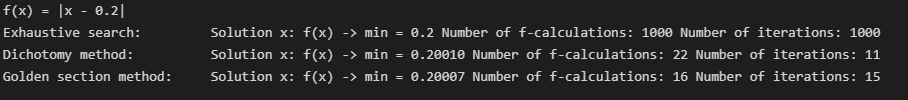 f(x) = |x - 0.2|
Exhaustive search: Solution x: f(x) -> min = 0.2 Number of f-calculations: 1000 Number of iterations: 1000
Dichotomy method: Solution x: f(x) -> min = 0.20010 Number of f-calculations: 22 Number of iterations: 11
Golden section method: Solution x: f(x) -> min = 0.20007 Number of f-calculations: 16 Number of iterations: 15